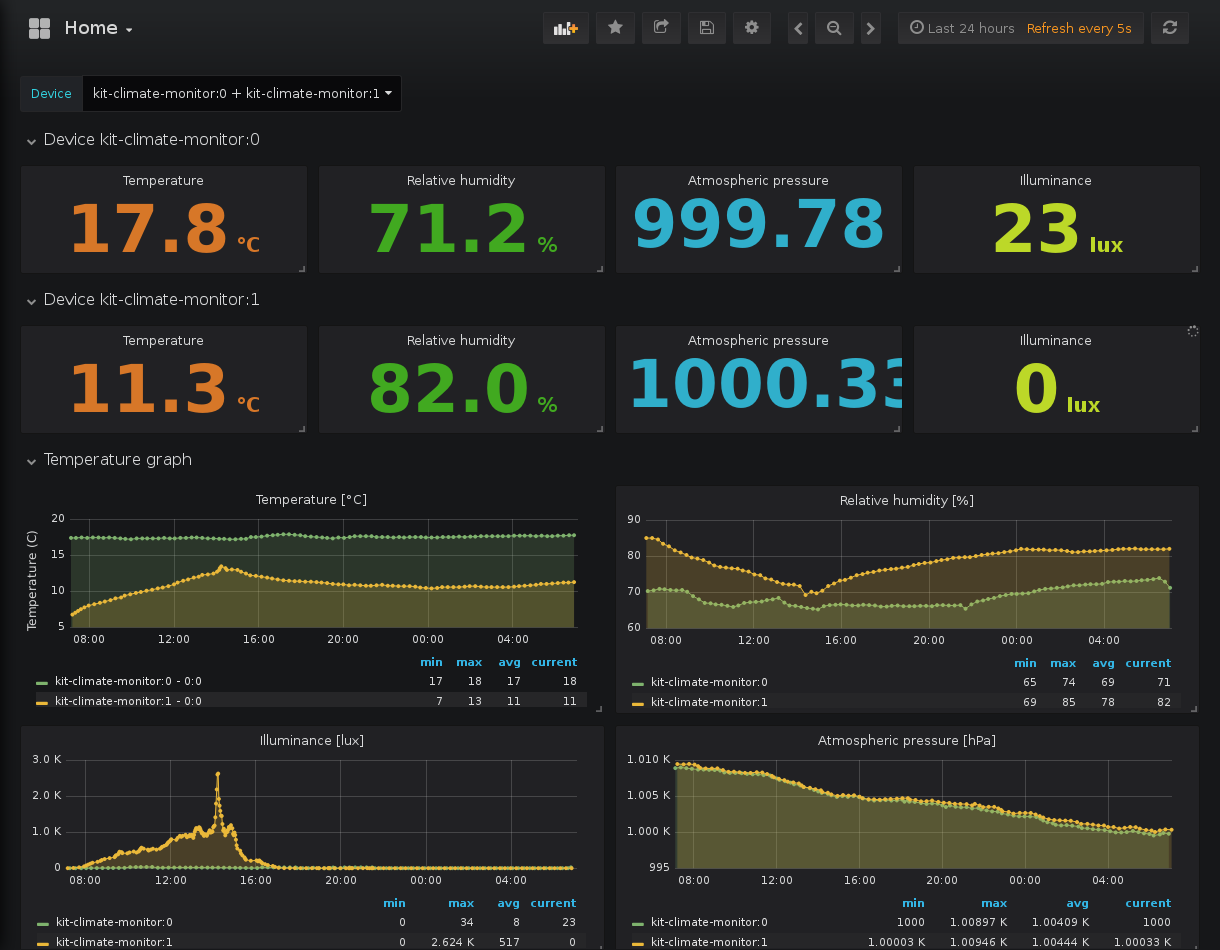 Home
Last 24 hours Refresh every 5s
Device kit-climate-monitor:0 + kit-climate-monitor:1
Device kit-climate-monitor:0
Temperature Relative humidity Atmospheric pressure Illuminance
17.8 °C 71.2 % 999.78 23 lux
Device kit-climate-monitor:1
Temperature Relative humidity Atmospheric pressure Illuminance
11.3 °C 82.0 % 1000.33 0 lux
Temperature graph
Temperature [°C]
Temperature (C)
20
15
10
5
08:00 12:00 16:00 20:00 00:00 04:00
min max avg current
kit-climate-monitor:0 - 0:0 17 18 17 18
kit-climate-monitor:1 - 0:0 7 13 11 11
Relative humidity [%]
90
80
70
60
08:00 12:00 16:00 20:00 00:00 04:00
min max avg current
kit-climate-monitor:0 65 74 69 71
kit-climate-monitor:1 69 85 78 82
Illuminance [lux]
3.0 K
2.0 K
1.0 K
0
08:00 12:00 16:00 20:00 00:00 04:00
min max avg current
kit-climate-monitor:0 0 34 8 23
kit-climate-monitor:1 0 2.624 K 517 0
Atmospheric pressure [hPa]
1.010 K
1.005 K
1.000 K
995
08:00 12:00 16:00 20:00 00:00 04:00
min max avg current
kit-climate-monitor:0 1000 1.00897 K 1.00409 K 1000
kit-climate-monitor:1 1.00003 K 1.00946 K 1.00444 K 1.00033 K